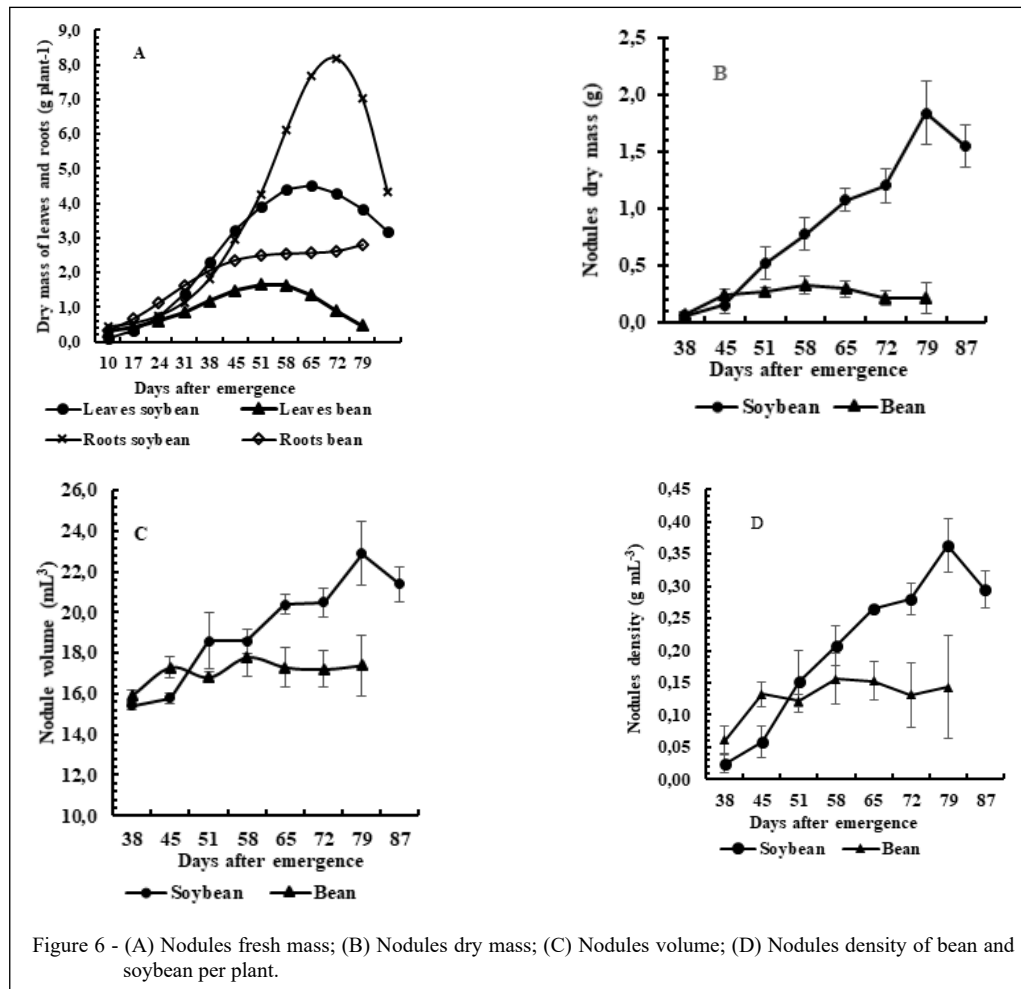 A
Dry mass of leaves and roots (g plant-1)
9,0
8,0
7,0
6,0
5,0
4,0
3,0
2,0
1,0
0,0
10 17 24 31 38 45 51 58 65 72 79
Days after emergence
Leaves soybean Leaves bean
Roots soybean Roots bean
B
Nodules dry mass (g)
2,5
2,0
1,5
1,0
0,5
0,0
38 45 51 58 65 72 79 87
Days after emergence
Soybean Bean
C
Nodule volume (mL³)
26,0
24,0
22,0
20,0
18,0
16,0
14,0
12,0
10,0
38 45 51 58 65 72 79 87
Days after emergence
Soybean Bean
D
Nodules density (g mL⁻³)
0,45
0,40
0,35
0,30
0,25
0,20
0,15
0,10
0,05
0,00
38 45 51 58 65 72 79 87
Days after emergence
Soybean Bean
Figure 6 - (A) Nodules fresh mass; (B) Nodules dry mass; (C) Nodules volume; (D) Nodules density of bean and
soybean per plant.